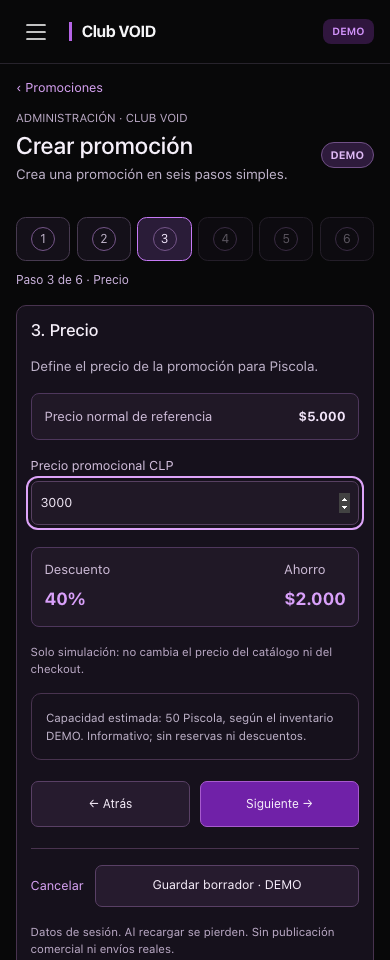 Club VOID
DEMO
‹ Promociones
ADMINISTRACIÓN · CLUB VOID
Crear promoción
DEMO
Crea una promoción en seis pasos simples.
1 2 3 4 5 6
Paso 3 de 6 · Precio
3. Precio
Define el precio de la promoción para Piscola.
Precio normal de referencia $5.000
Precio promocional CLP
3000
Descuento Ahorro
40% $2.000
Solo simulación: no cambia el precio del catálogo ni del
checkout.
Capacidad estimada: 50 Piscola, según el inventario
DEMO. Informativo; sin reservas ni descuentos.
← Atrás Siguiente →
Cancelar Guardar borrador · DEMO
Datos de sesión. Al recargar se pierden. Sin publicación
comercial ni envíos reales.